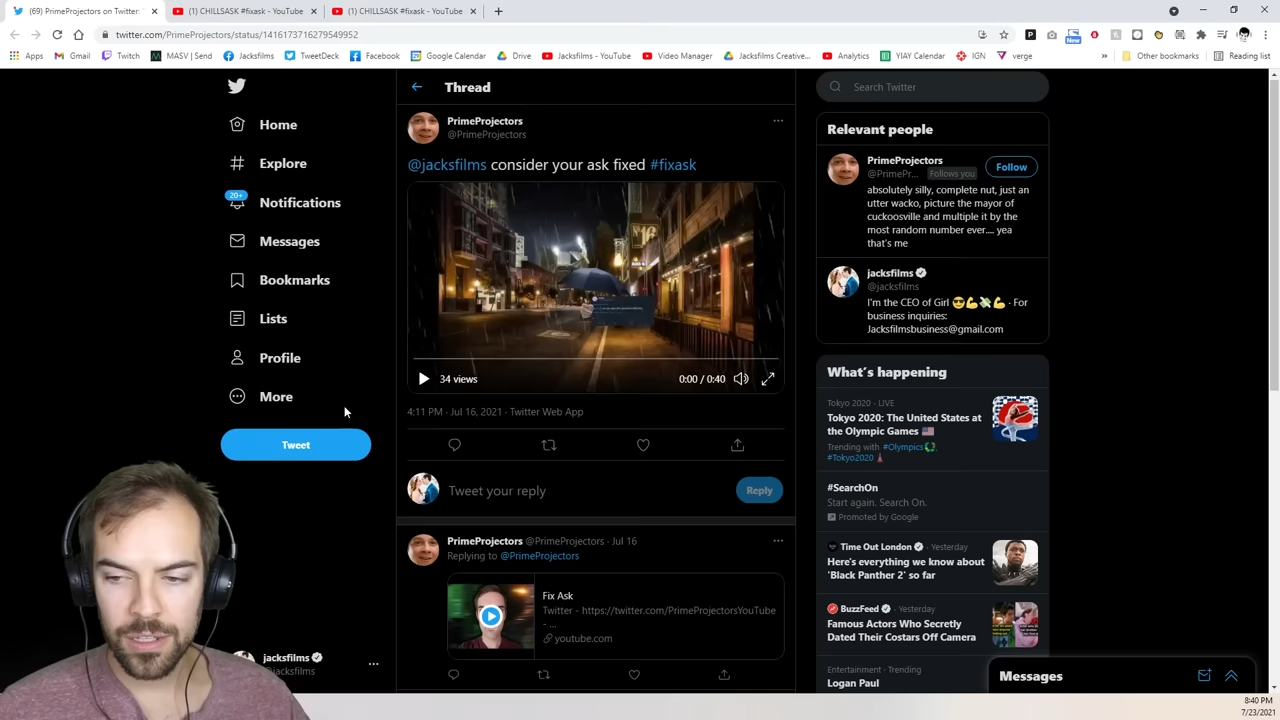 (69) PrimeProjectors on Twitter:
(1) CHILLSASK #fixask - YouTube
(1) CHILLSASK #fixask - YouTube
twitter.com/PrimeProjectors/status/1416173716279549952
Apps
Gmail
MASV | Send
Jacksfilms
TweetDeck
Facebook
Google Calendar
Drive
Jacksfilms - YouTube
Video Manager
Jacksfilms Creative...
Analytics
YIAY Calendar
IGN
verge
Other bookmarks
Reading list
New
Home
Explore
20+
Notifications
Messages
Bookmarks
Lists
Profile
More
Tweet
jacksfilms
@jacksfilms
Thread
PrimeProjectors
@PrimeProjectors
@jacksfilms consider your ask fixed #fixask
34 views
0:00 / 0:40
4:11 PM · Jul 16, 2021 · Twitter Web App
Tweet your reply
Reply
PrimeProjectors @PrimeProjectors · Jul 16
Replying to @PrimeProjectors
Fix Ask
Twitter - https://twitter.com/PrimeProjectorsYouTube
- ...
youtube.com
Search Twitter
Relevant people
PrimeProjectors
@PrimePr... Follows you
Follow
absolutely silly, complete nut, just an
utter wacko, picture the mayor of
cuckoosville and multiple it by the
most random number ever.... yea
that's me
jacksfilms
@jacksfilms
I'm the CEO of Girl 😎💪💸💪 · For
business inquiries:
Jacksfilmsbusiness@gmail.com
What's happening
Tokyo 2020 · LIVE
Tokyo 2020: The United States at
the Olympic Games 🇺🇸
Trending with #Olympics,
#Tokyo2020
#SearchOn
Start again. Search On.
Promoted by Google
Time Out London · Yesterday
Here's everything we know about
'Black Panther 2' so far
BuzzFeed · Yesterday
Famous Actors Who Secretly
Dated Their Costars Off Camera
Entertainment · Trending
Logan Paul
Messages
8:40 PM
7/23/2021